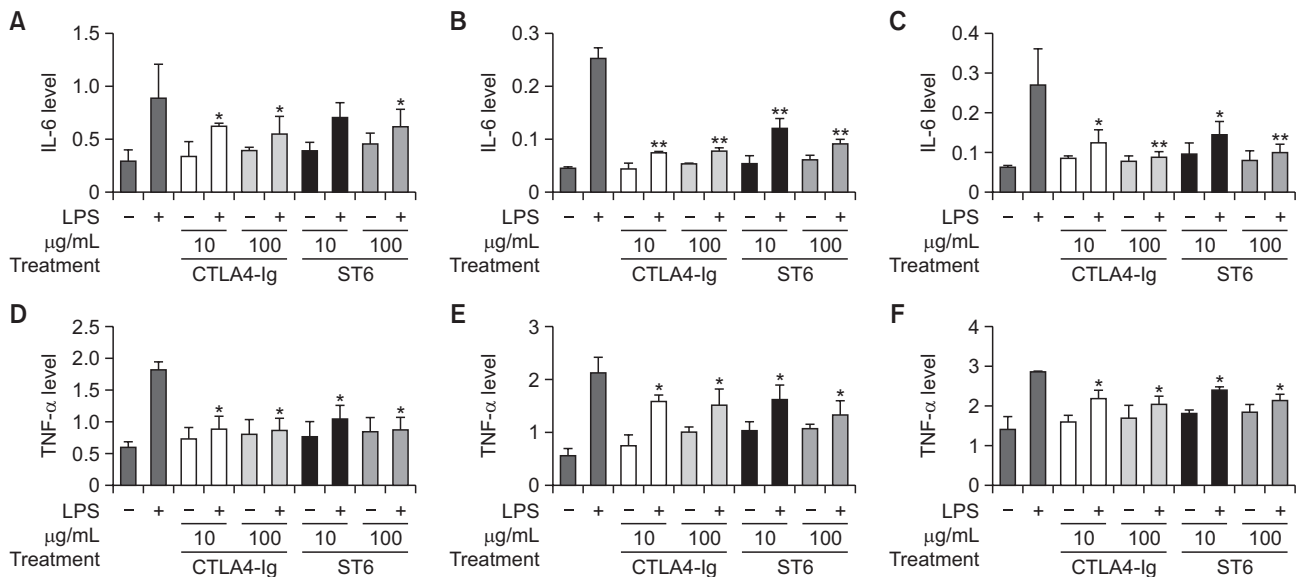 A
IL-6 level
1.5
1.0
0.5
0
*
*
*
LPS
– + – + – + – + – +
μg/mL
10 100 10 100
Treatment
CTLA4-Ig ST6
B
IL-6 level
0.3
0.2
0.1
0
**
**
**
**
LPS
– + – + – + – + – +
μg/mL
10 100 10 100
Treatment
CTLA4-Ig ST6
C
IL-6 level
0.4
0.3
0.2
0.1
0
*
**
*
**
LPS
– + – + – + – + – +
μg/mL
10 100 10 100
Treatment
CTLA4-Ig ST6
D
TNF-α level
2.5
2.0
1.5
1.0
0.5
0
*
*
*
*
LPS
– + – + – + – + – +
μg/mL
10 100 10 100
Treatment
CTLA4-Ig ST6
E
TNF-α level
3
2
1
0
*
*
*
*
LPS
– + – + – + – + – +
μg/mL
10 100 10 100
Treatment
CTLA4-Ig ST6
F
TNF-α level
4
3
2
1
0
*
*
*
*
LPS
– + – + – + – + – +
μg/mL
10 100 10 100
Treatment
CTLA4-Ig ST6